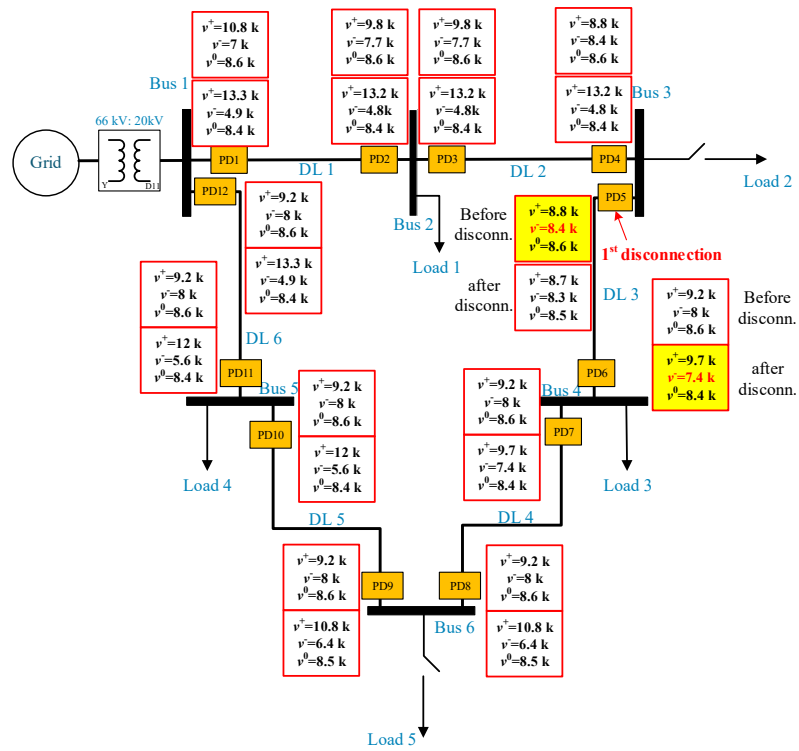 v⁺=10.8 k
v⁻=7 k
v⁰=8.6 k
v⁺=13.3 k
v⁻=4.9 k
v⁰=8.4 k
v⁺=9.8 k
v⁻=7.7 k
v⁰=8.6 k
v⁺=13.2 k
v⁻=4.8k
v⁰=8.4 k
v⁺=9.8 k
v⁻=7.7 k
v⁰=8.6 k
v⁺=13.2 k
v⁻=4.8k
v⁰=8.4 k
v⁺=8.8 k
v⁻=8.4 k
v⁰=8.6 k
v⁺=13.2 k
v⁻=4.8 k
v⁰=8.4 k
Bus 1
Bus 3
66 kV: 20kV
Grid
Y
D11
PD1
DL 1
PD2
PD3
DL 2
PD4
Load 2
PD12
Bus 2
Load 1
PD5
1st disconnection
v⁺=9.2 k
v⁻=8 k
v⁰=8.6 k
v⁺=13.3 k
v⁻=4.9 k
v⁰=8.4 k
Before
disconn.
v⁺=8.8 k
v⁻=8.4 k
v⁰=8.6 k
after
disconn.
v⁺=8.7 k
v⁻=8.3 k
v⁰=8.5 k
DL 3
v⁺=9.2 k
v⁻=8 k
v⁰=8.6 k
Before
disconn.
v⁺=9.7 k
v⁻=7.4 k
v⁰=8.4 k
after
disconn.
v⁺=9.2 k
v⁻=8 k
v⁰=8.6 k
v⁺=12 k
v⁻=5.6 k
v⁰=8.4 k
DL 6
PD11
Bus 5
PD10
Load 4
v⁺=9.2 k
v⁻=8 k
v⁰=8.6 k
v⁺=12 k
v⁻=5.6 k
v⁰=8.4 k
v⁺=9.2 k
v⁻=8 k
v⁰=8.6 k
v⁺=9.7 k
v⁻=7.4 k
v⁰=8.4 k
PD6
Bus 4
PD7
Load 3
DL 5
DL 4
v⁺=9.2 k
v⁻=8 k
v⁰=8.6 k
v⁺=10.8 k
v⁻=6.4 k
v⁰=8.5 k
PD9
PD8
v⁺=9.2 k
v⁻=8 k
v⁰=8.6 k
v⁺=10.8 k
v⁻=6.4 k
v⁰=8.5 k
Bus 6
Load 5